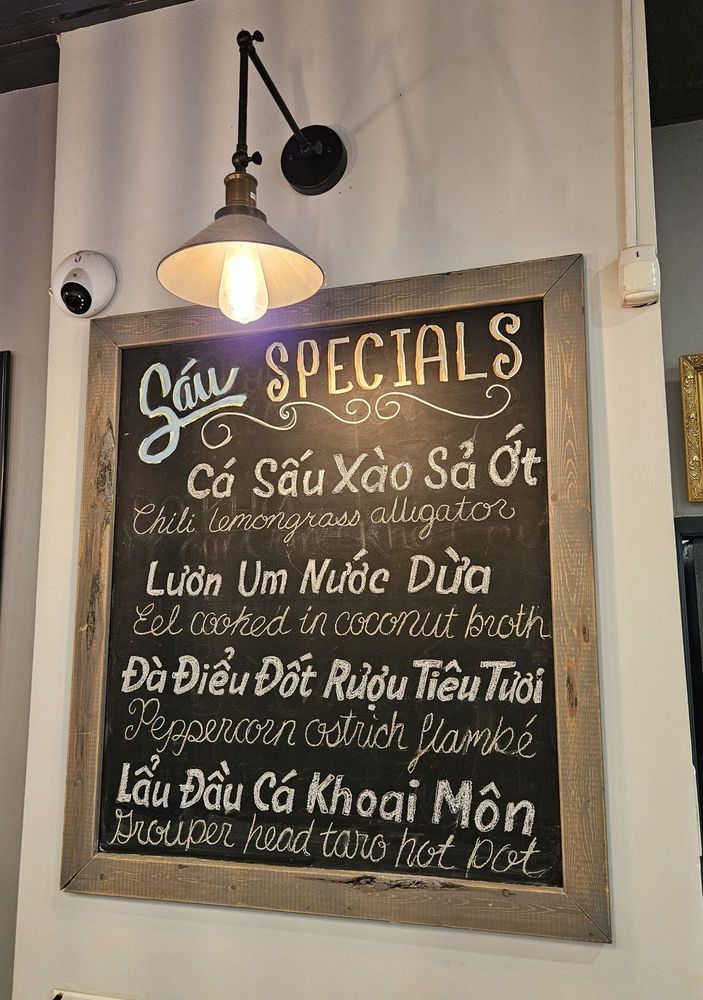 Sáu SPECIALS
Cá Sấu Xào Sả Ớt
Chili lemongrass alligator
Lươn Um Nước Dừa
Eel cooked in coconut broth
Đà Điểu Đốt Rượu Tiêu Tươi
Peppercorn ostrich flambé
Lẩu Đầu Cá Khoai Môn
Grouper head taro hot pot